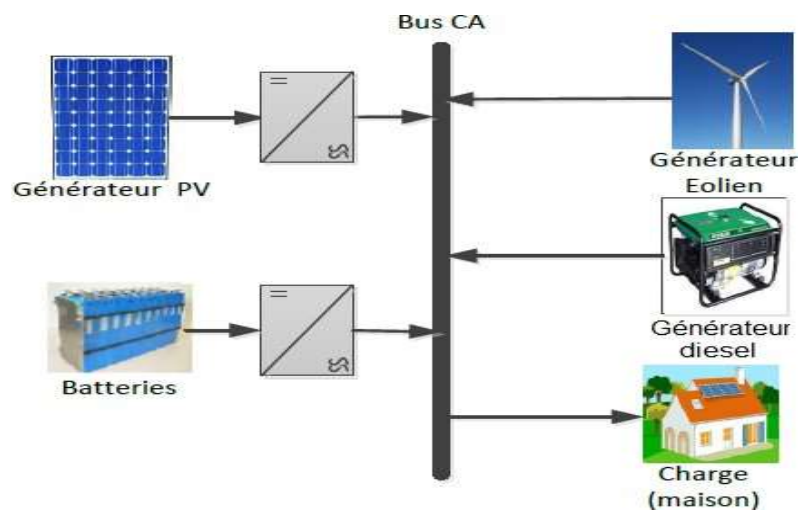 Bus CA
Générateur PV
Générateur
Eolien
Batteries
Générateur
diesel
Charge
(maison)